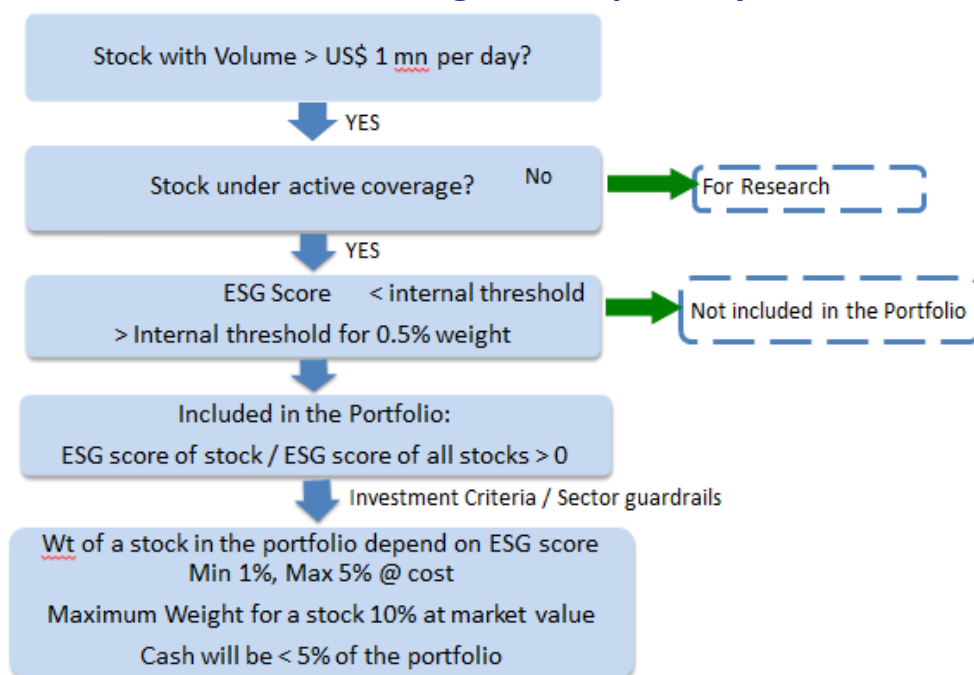 Stock with Volume > US$ 1 mn per day?
YES
Stock under active coverage? No
For Research
YES
ESG Score < internal threshold
> Internal threshold for 0.5% weight
Not included in the Portfolio
Included in the Portfolio:
ESG score of stock / ESG score of all stocks > 0
Investment Criteria / Sector guardrails
Wt of a stock in the portfolio depend on ESG score
Min 1%, Max 5% @ cost
Maximum Weight for a stock 10% at market value
Cash will be < 5% of the portfolio